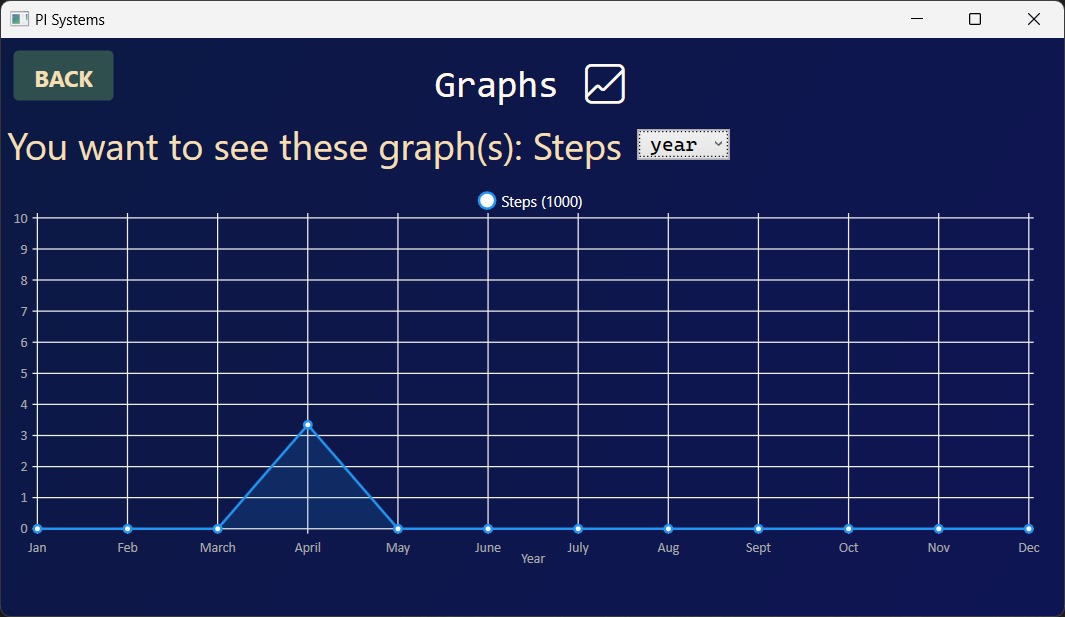 PI Systems
BACK
Graphs
You want to see these graph(s): Steps year
Steps (1000)
10
9
8
7
6
5
4
3
2
1
0
Jan Feb March April May June July Aug Sept Oct Nov Dec
Year